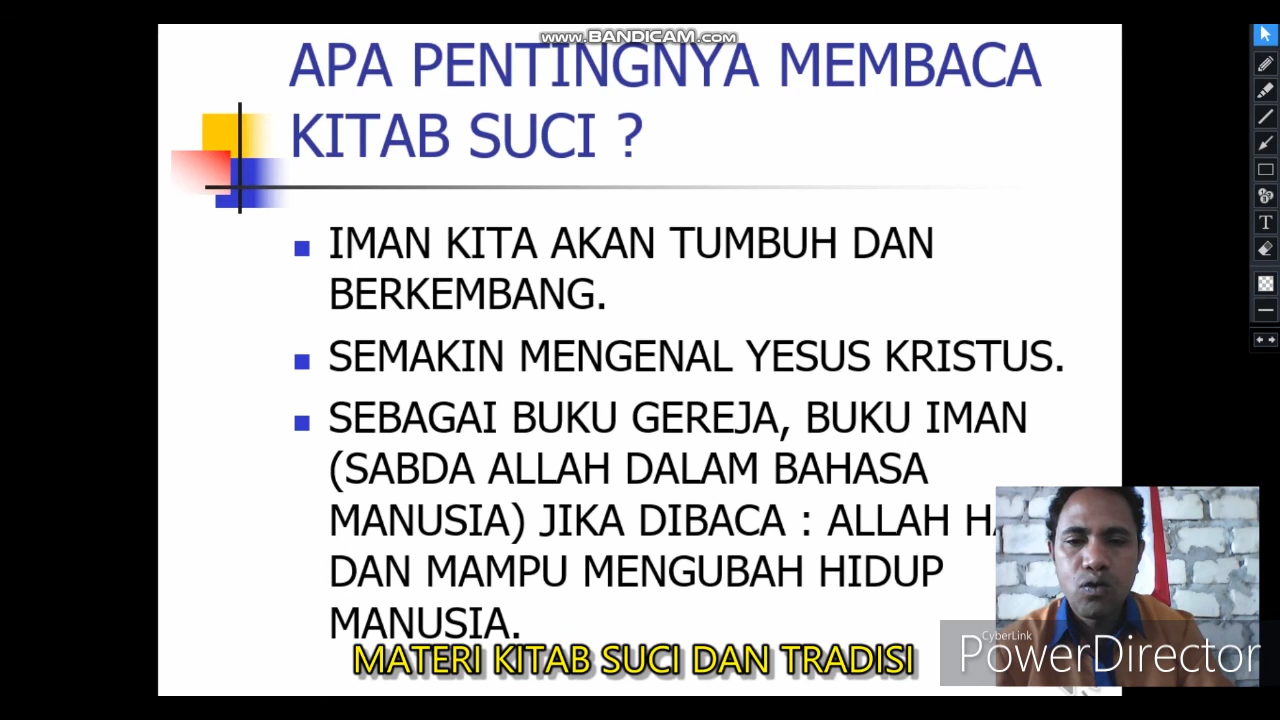 www.BANDICAM.com
APA PENTINGNYA MEMBACA
KITAB SUCI ?
IMAN KITA AKAN TUMBUH DAN
BERKEMBANG.
SEMAKIN MENGENAL YESUS KRISTUS.
SEBAGAI BUKU GEREJA, BUKU IMAN
(SABDA ALLAH DALAM BAHASA
MANUSIA) JIKA DIBACA : ALLAH
DAN MAMPU MENGUBAH HIDUP
MANUSIA.
MATERI KITAB SUCI DAN TRADISI
CyberLink
PowerDirector